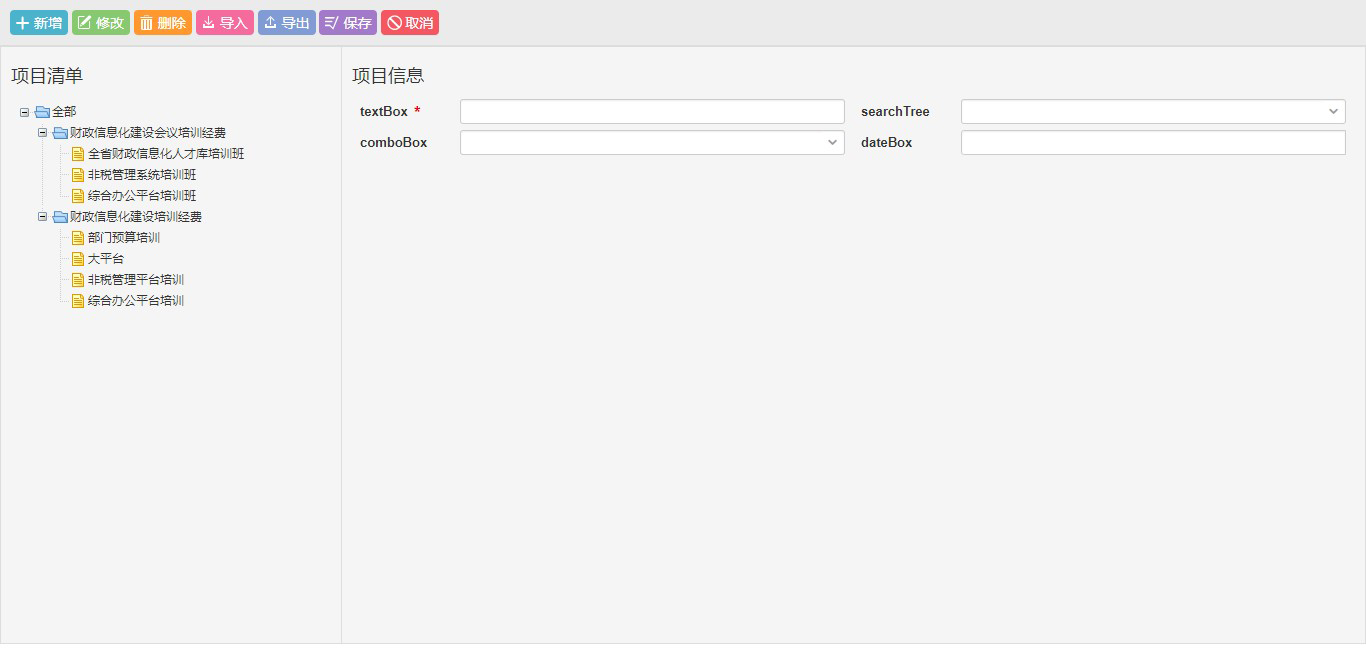 新增 修改 删除 导入 导出 保存 取消
项目清单
全部
财政信息化建设会议培训经费
全省财政信息化人才库培训班
非税管理系统培训班
综合办公平台培训班
财政信息化建设培训经费
部门预算培训
大平台
非税管理平台培训
综合办公平台培训
项目信息
textBox * searchTree
comboBox dateBox